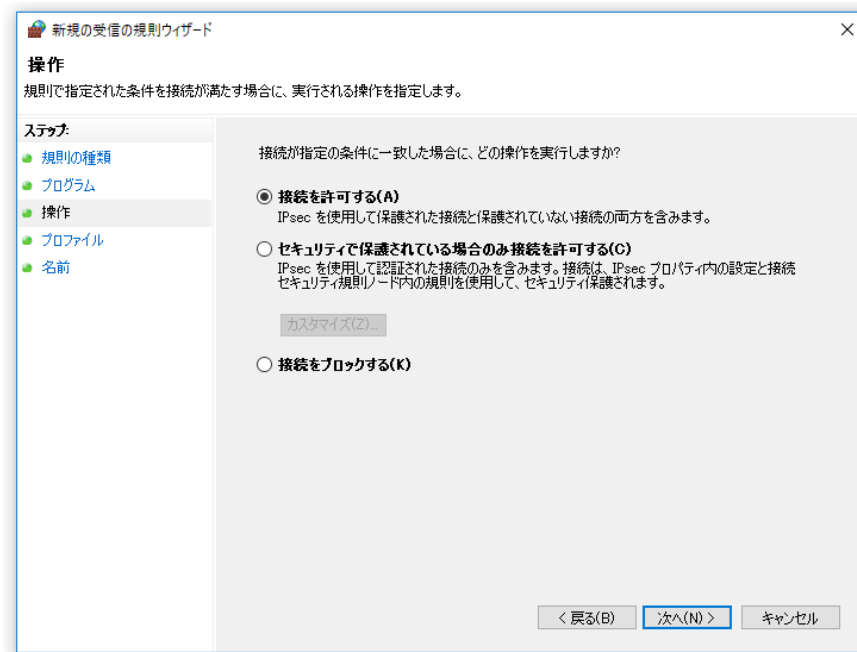 新規の受信の規則ウィザード
操作
規則で指定された条件を接続が満たす場合に、実行される操作を指定します。
ステップ:
規則の種類
プログラム
操作
プロファイル
名前
接続が指定の条件に一致した場合に、どの操作を実行しますか?
接続を許可する(A)
IPsec を使用して保護された接続と保護されていない接続の両方を含みます。
セキュリティで保護されている場合のみ接続を許可する(C)
IPsec を使用して認証された接続のみを含みます。接続は、IPsec プロパティ内の設定と接続
セキュリティ規則ノード内の規則を使用して、セキュリティ保護されます。
カスタマイズ(Z)...
接続をブロックする(K)
< 戻る(B)
次へ(N) >
キャンセル